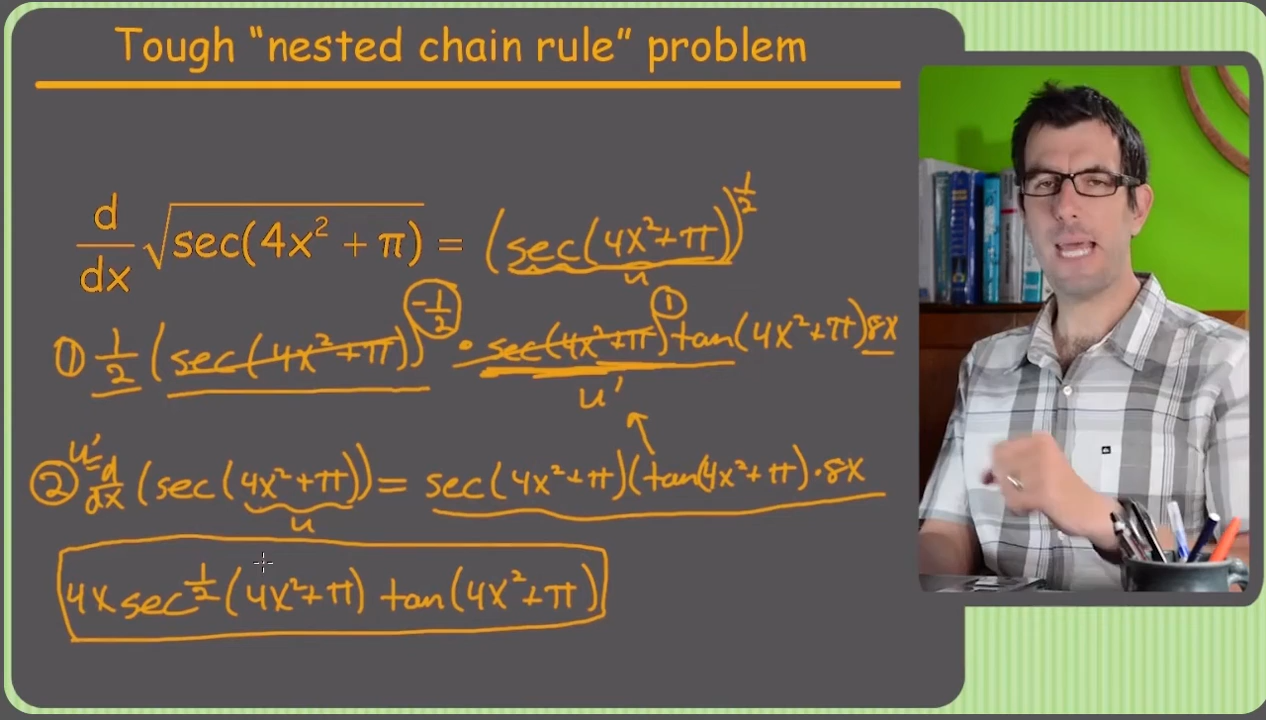 Tough “nested chain rule” problem
d/dx √sec(4x² + π) = (sec(4x²+π))^½
u
① ½ (sec(4x²+π))^-½ • sec(4x²+π)^① tan(4x²+π) 8x
u'
② u' d/dx (sec(4x²+π)) = sec(4x²+π)(tan(4x²+π)•8x
u
4x sec^½ (4x²+π) tan(4x²+π)